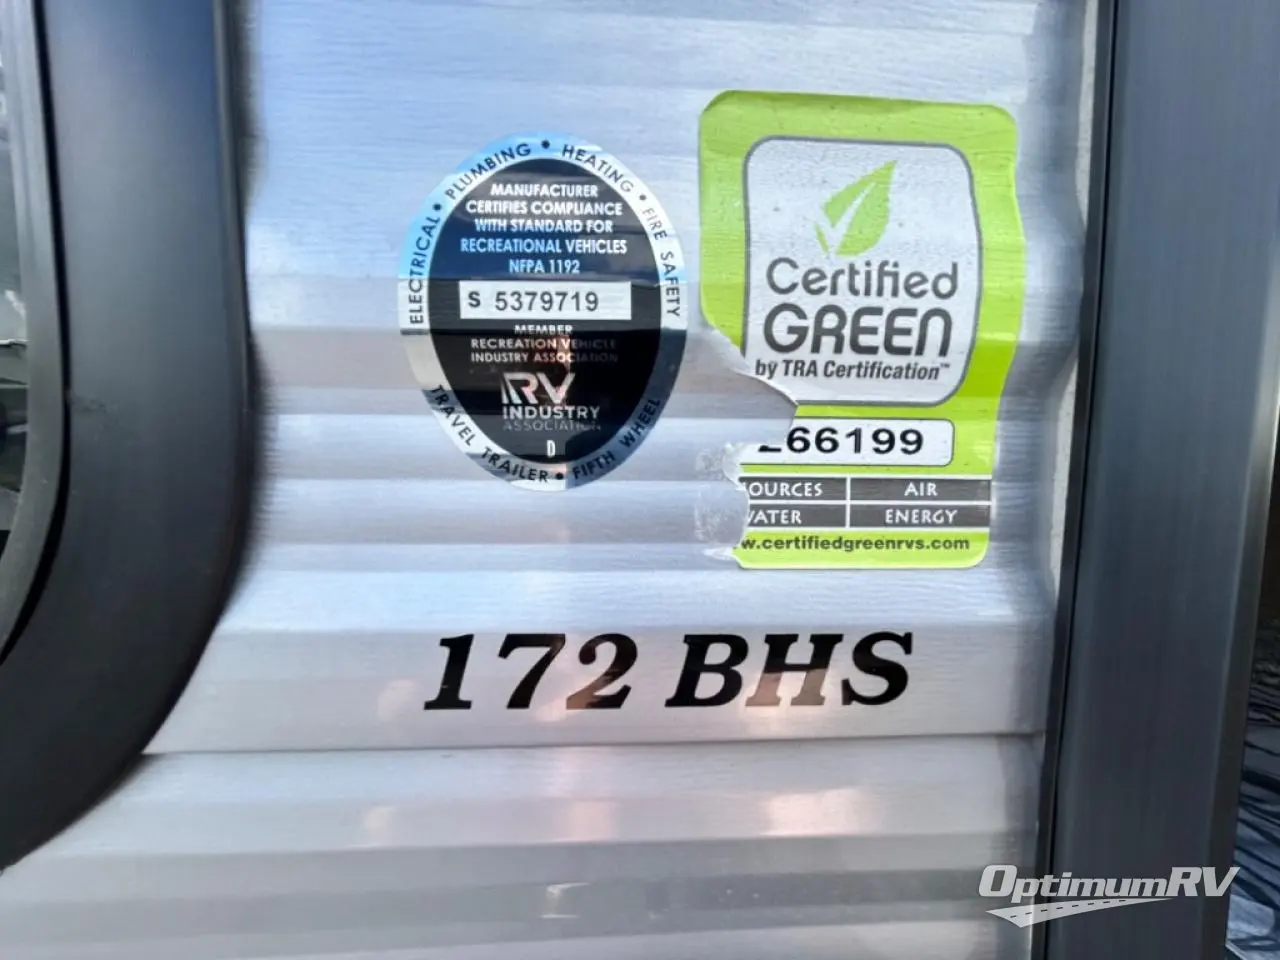 ELECTRICAL • PLUMBING • HEATING • FIRE SAFETY
MANUFACTURER
CERTIFIES COMPLIANCE
WITH STANDARD FOR
RECREATIONAL VEHICLES
NFPA 1192
S 5379719
MEMBER
RECREATION VEHICLE
INDUSTRY ASSOCIATION
RV
INDUSTRY
ASSOCIATION
D
TRAVEL TRAILER • FIFTH WHEEL
Certified
GREEN
by TRA Certification™
66199
OURCES AIR
ATER ENERGY
w.certifiedgreenrvs.com
172 BHS
OptimumRV